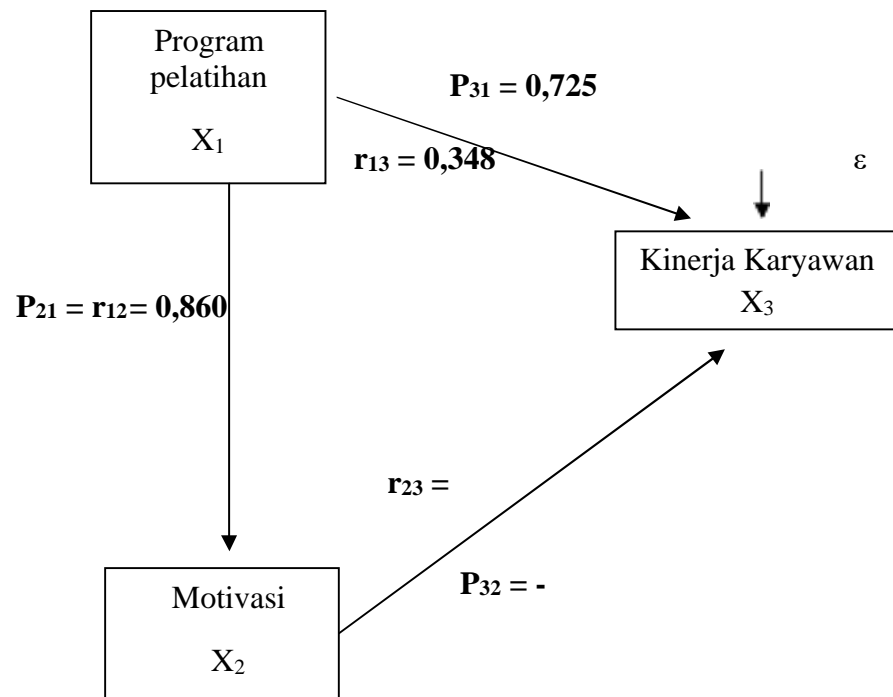 Program
pelatihan
X₁
P₃₁ = 0,725
r₁₃ = 0,348
ε
Kinerja Karyawan
X₃
P₂₁ = r₁₂= 0,860
r₂₃ =
P₃₂ = -
Motivasi
X₂